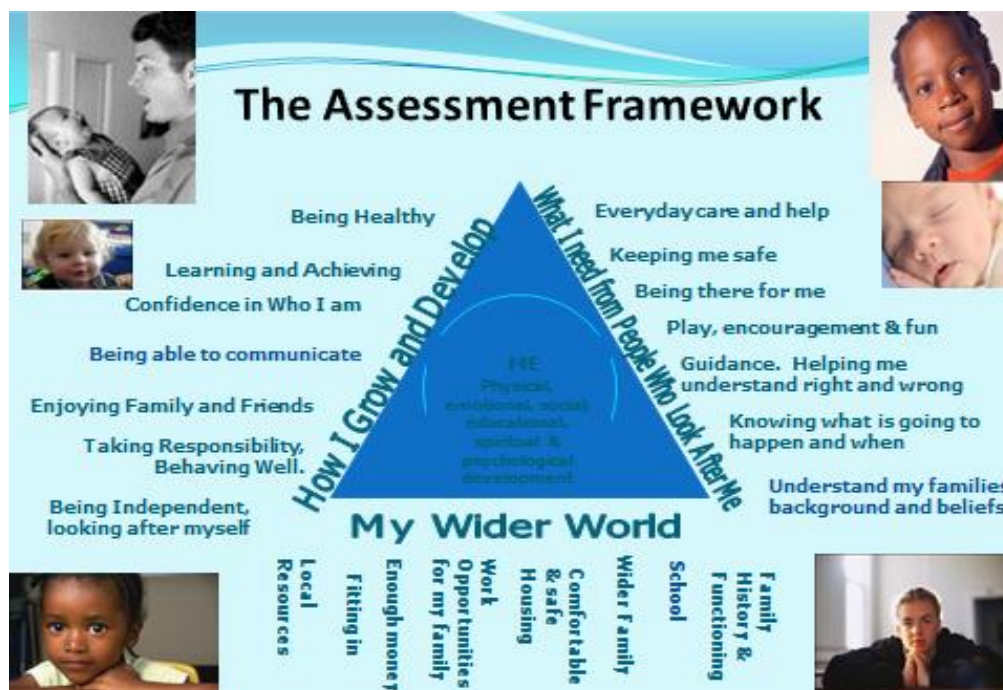 The Assessment Framework
Being Healthy
Learning and Achieving
Confidence in Who I am
Being able to communicate
Enjoying Family and Friends
Taking Responsibility,
Behaving Well.
Being Independent,
looking after myself
How I Grow and Develop
What I need from People Who Look After Me
Everyday care and help
Keeping me safe
Being there for me
Play, encouragement & fun
Guidance. Helping me
understand right and wrong
Knowing what is going to
happen and when
Understand my families
background and beliefs
ME
Physical,
emotional, social,
educational,
spiritual &
psychological
development
My Wider World
Local
Resources
Fitting in
Enough money
Work
Opportunities
for my family
Comfortable
& safe
Housing
Wider Family
School
Family
History &
Functioning